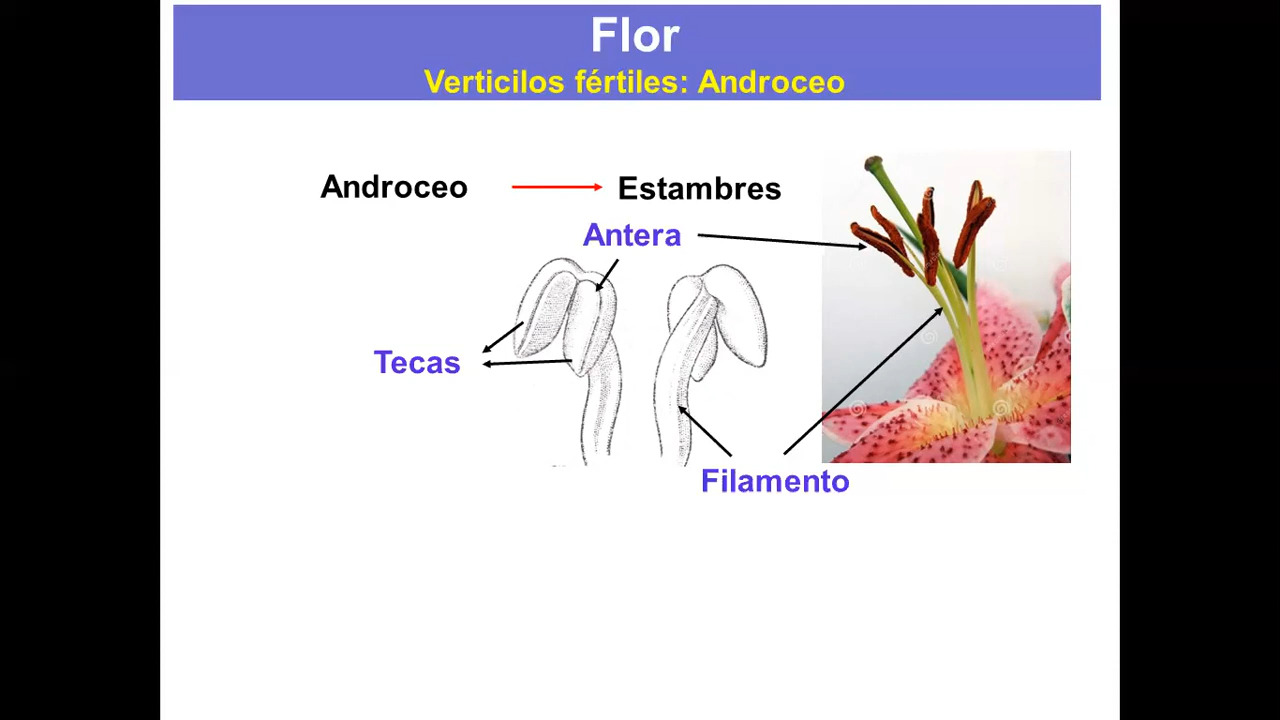 Flor
Verticilos fértiles: Androceo
Androceo
Estambres
Antera
Tecas
Filamento